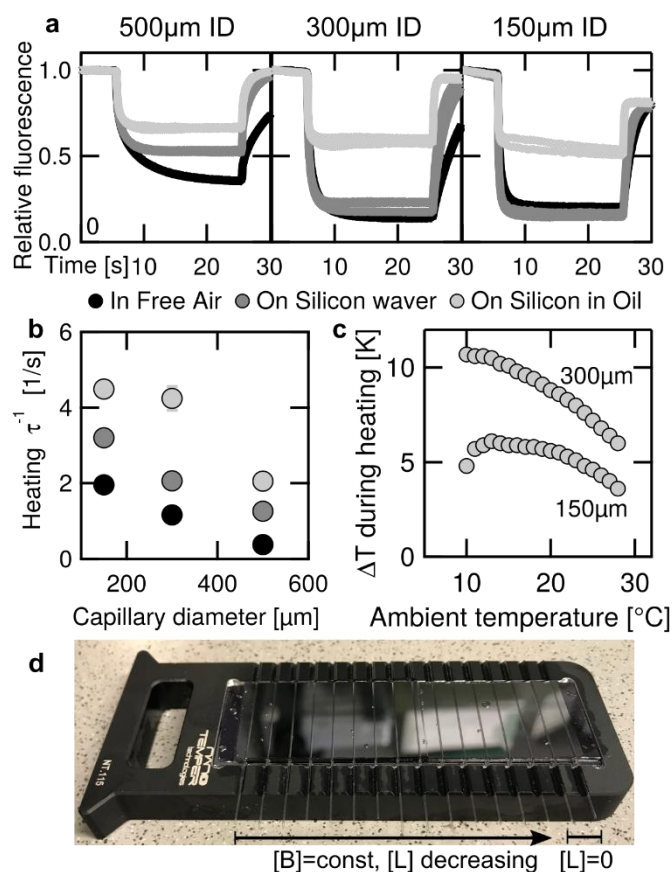 a
500µm ID 300µm ID 150µm ID
Relative fluorescence
1.0
0.5
0
0.0
Time [s] 10 20 30 10 20 30 10 20 30
In Free Air On Silicon waver On Silicon in Oil
b
Heating τ⁻¹ [1/s]
6
4
2
0
200 400 600
Capillary diameter [µm]
c
ΔT during heating [K]
10
5
0
300µm
150µm
10 20 30
Ambient temperature [°C]
d
NT-115
NANO
TEMPER
technologies
[B]=const, [L] decreasing [L]=0